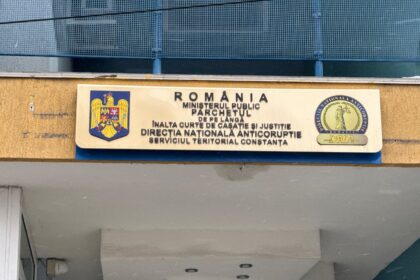 ROMÂNIA
MINISTERUL PUBLIC
PARCHETUL
DE PE LÂNGĂ
ÎNALTA CURTE DE CASAȚIE ȘI JUSTIȚIE
DIRECȚIA NAȚIONALĂ ANTICORUPȚIE
SERVICIUL TERITORIAL CONSTANȚA